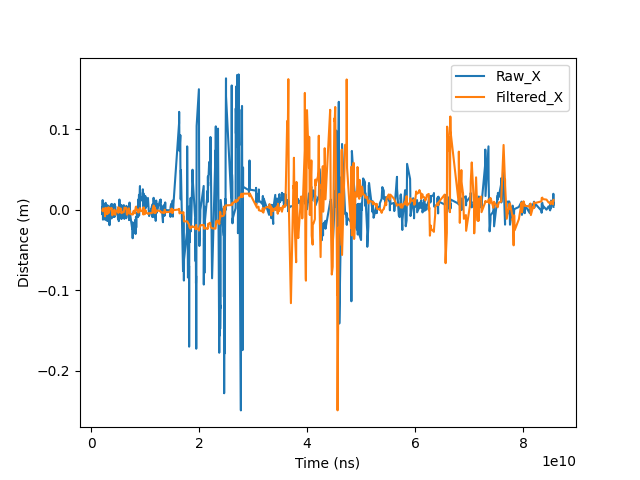 Raw_X
Filtered_X
0.1
0.0
−0.1
−0.2
Distance (m)
0
2
4
6
8
1e10
Time (ns)